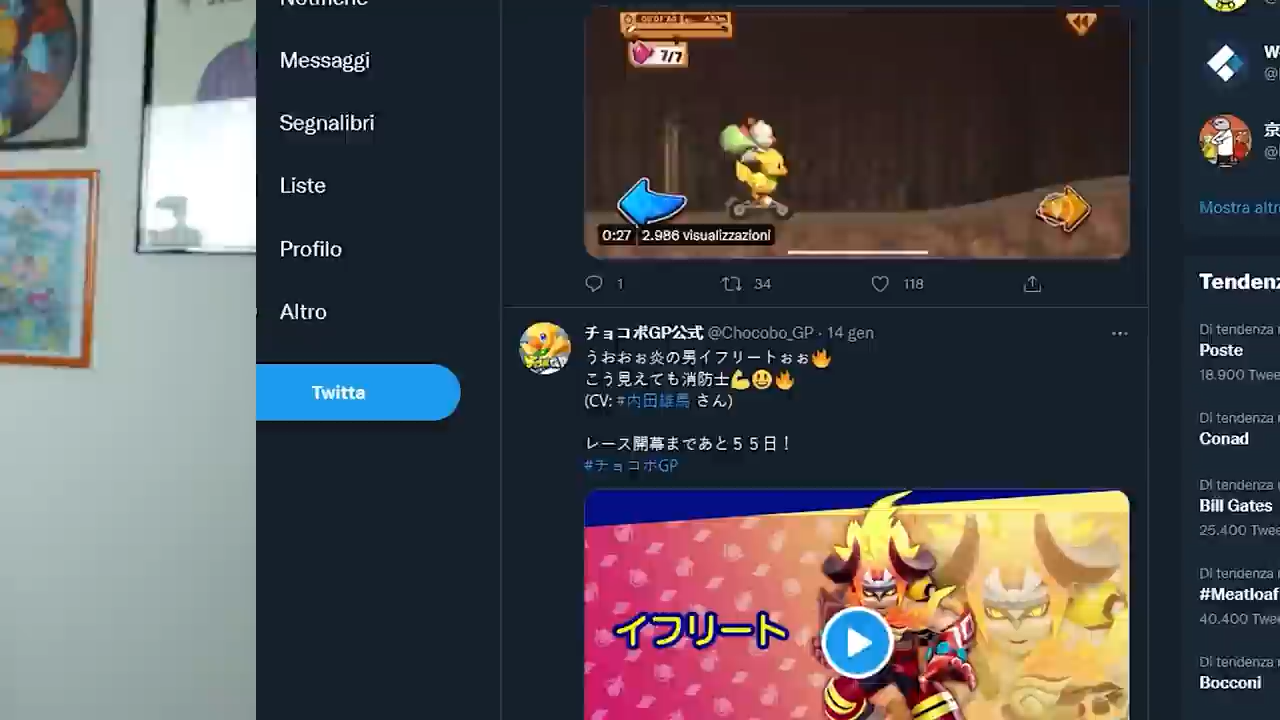 Messaggi
Segnalibri
Liste
Profilo
Altro
Twitta
7/7
0:27 2.986 visualizzazioni
1 34 118
チョコボGP公式 @Chocobo_GP · 14 gen
うおおぉ炎の男イフリートぉぉ🔥
こう見えても消防士💪😃🔥
(CV: #内田雄馬 さん)
レース開幕まであと５５日！
#チョコボGP
イフリート
Mostra altr
Tendenz
Di tendenza
Poste
18.900 Twee
Di tendenza
Conad
Di tendenza
Bill Gates
25.400 Twee
Di tendenza
#Meatloaf
40.400 Twee
Di tendenza
Bocconi